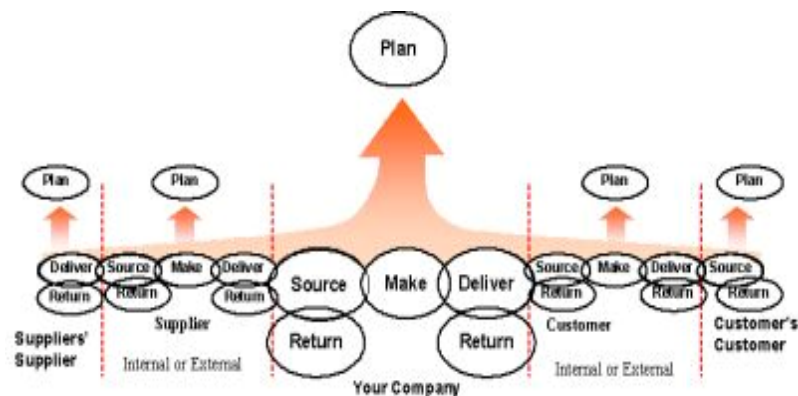 Plan
Plan Plan Plan Plan
Deliver Source Make Deliver Source Make Deliver Source Make Deliver Source
Return Return Return Return Return Return Return Return
Suppliers' Supplier
Supplier
Internal or External
Your Company
Customer
Internal or External
Customer's Customer